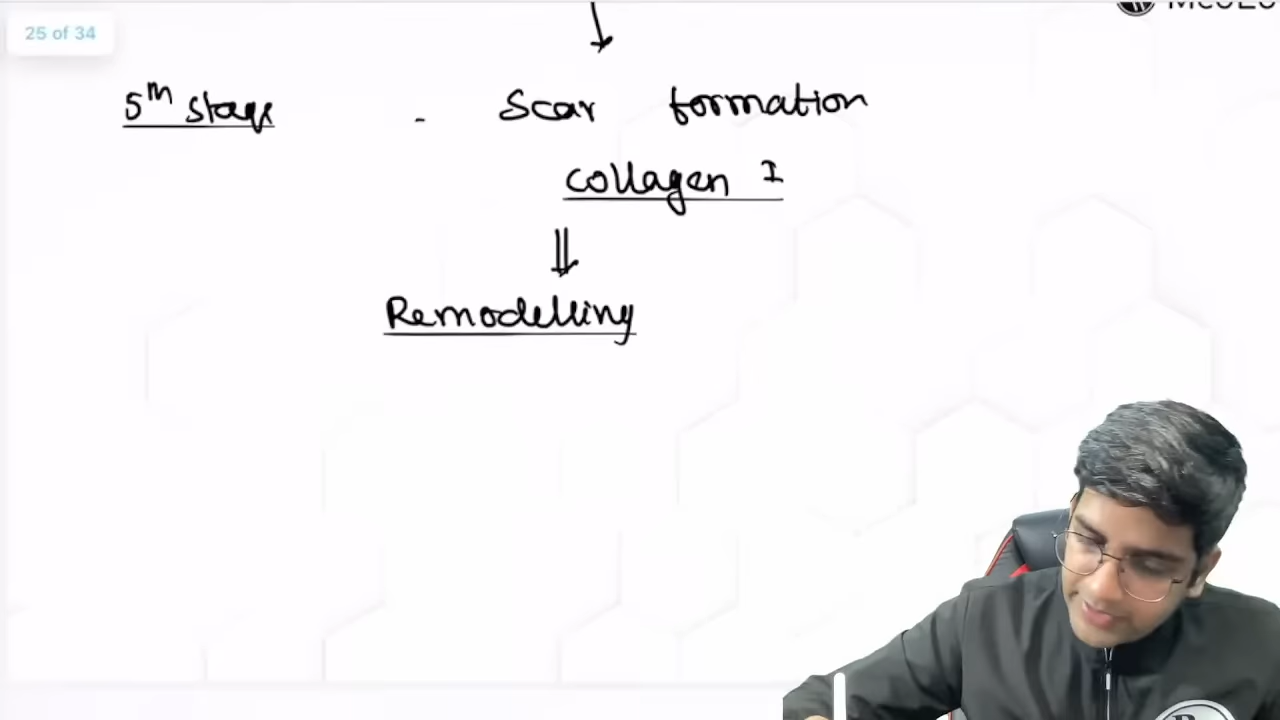 25 of 34
5th stage - Scar formation
collagen I
Remodelling